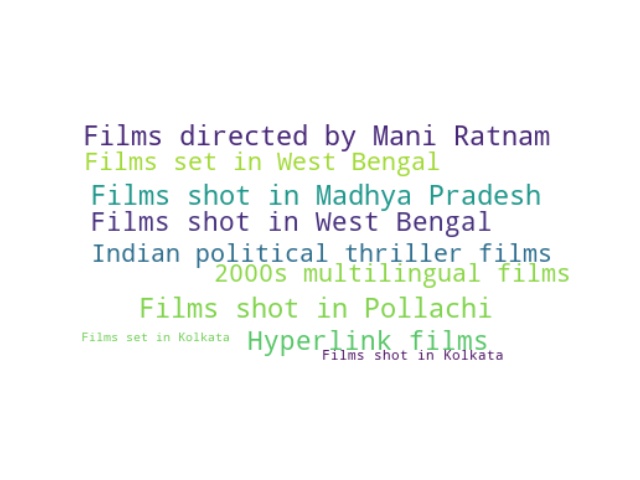 Films directed by Mani Ratnam
Films set in West Bengal
Films shot in Madhya Pradesh
Films shot in West Bengal
Indian political thriller films
2000s multilingual films
Films shot in Pollachi
Films set in Kolkata
Hyperlink films
Films shot in Kolkata